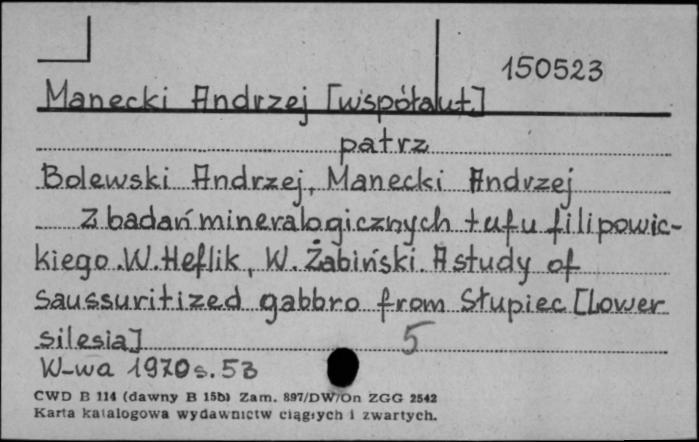 150523
Manecki Andrzej [współaut.]
patrz
Bolewski Andrzej, Manecki Andrzej
Z badań mineralogicznych tufu filipowic-
kiego. W. Heflik, W. Żabiński. A study of
saussuritized gabbro from Słupiec [Lower
silesia]
5
W-wa 1970 s. 53
CWD B 114 (dawny B 15b) Zam. 897/DW/On ZGG 2542
Karta katalogowa wydawnictw ciągłych i zwartych.